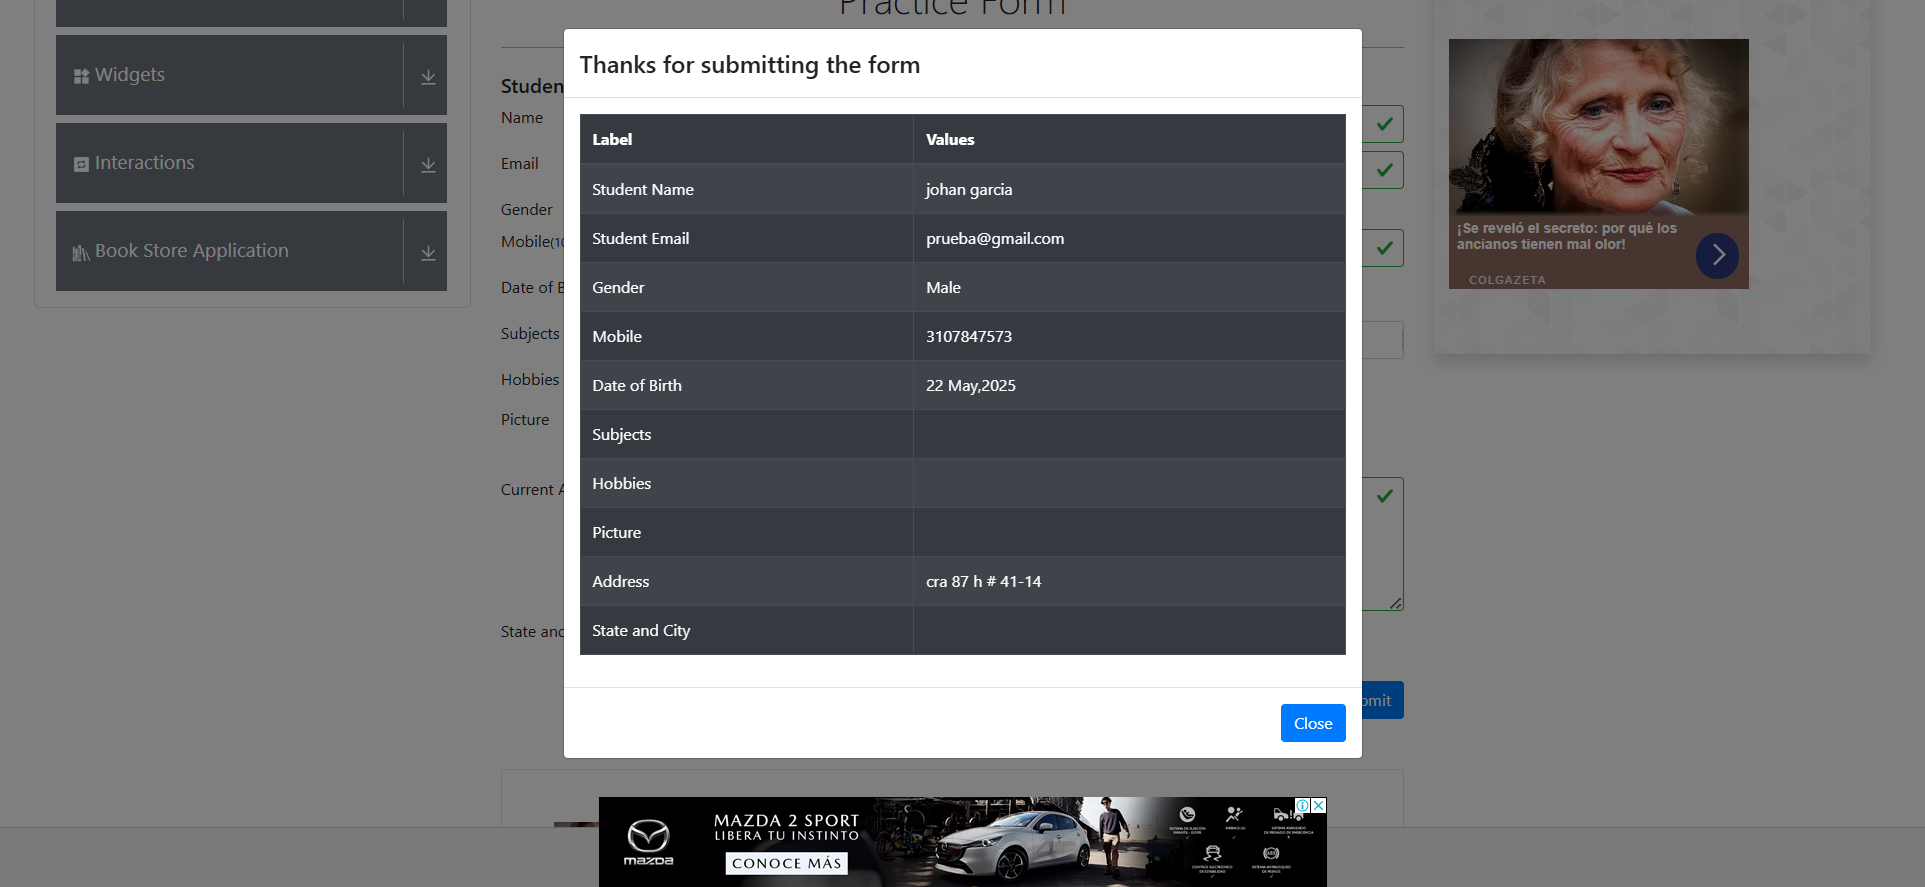 Practice Form
Widgets
Interactions
Book Store Application
Studen
Name
Email
Gender
Mobile(10
Date of B
Subjects
Hobbies
Picture
Current A
State and
Thanks for submitting the form
Label Values
Student Name johan garcia
Student Email prueba@gmail.com
Gender Male
Mobile 3107847573
Date of Birth 22 May,2025
Subjects
Hobbies
Picture
Address cra 87 h # 41-14
State and City
Close
bmit
¡Se reveló el secreto: por qué los
ancianos tienen mal olor!
COLGAZETA
mazda
MAZDA 2 SPORT
LIBERA TU INSTINTO
CONOCE MÁS